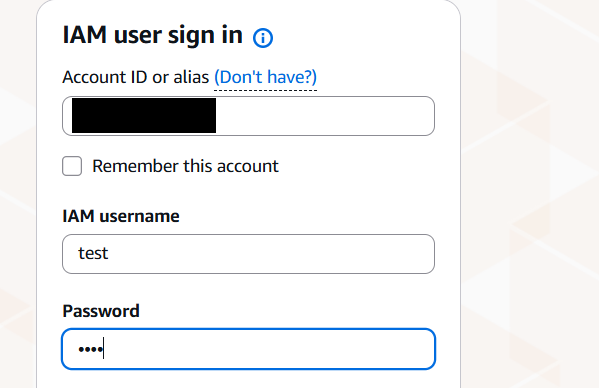 IAM user sign in
Account ID or alias (Don't have?)
Remember this account
IAM username
test
Password
••••